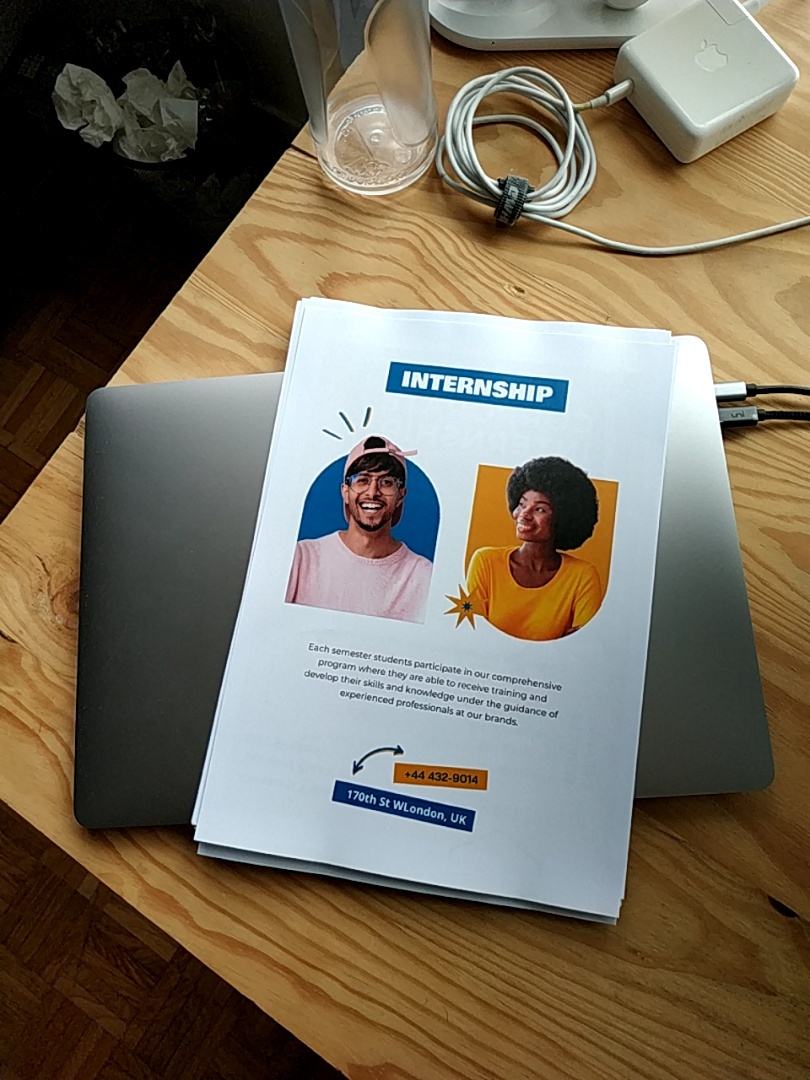 INTERNSHIP
Each semester students participate in our comprehensive
program where they are able to receive training and
develop their skills and knowledge under the guidance of
experienced professionals at our brands.
+44 432-9014
170th St WLondon, UK
uni